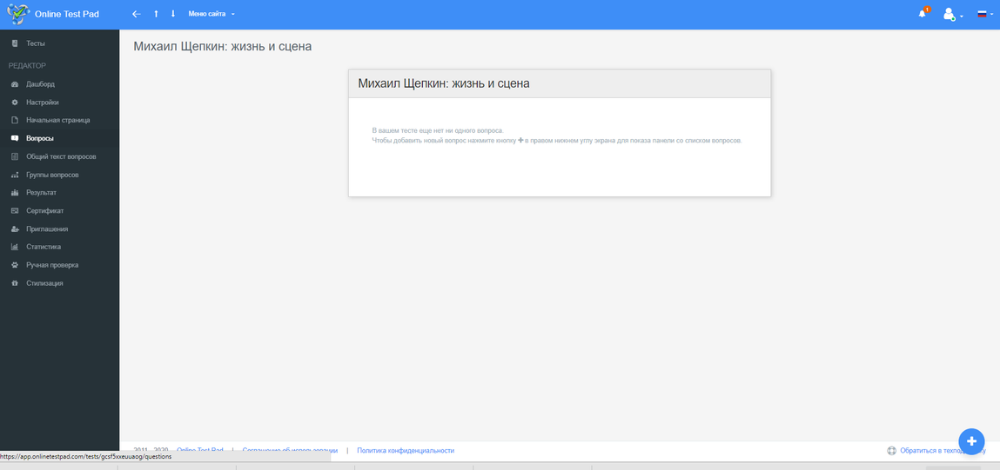 Online Test Pad
Меню сайта
1
Тесты
РЕДАКТОР
Дашборд
Настройки
Начальная страница
Вопросы
Общий текст вопросов
Группы вопросов
Результат
Сертификат
Приглашения
Статистика
Ручная проверка
Стилизация
Михаил Щепкин: жизнь и сцена
Михаил Щепкин: жизнь и сцена
В вашем тесте еще нет ни одного вопроса.
Чтобы добавить новый вопрос нажмите кнопку + в правом нижнем углу экрана для показа панели со списком вопросов.
2011 - 2020 Online Test Pad | Соглашение об использовании | Политика конфиденциальности
Обратиться в техподдержку
https://app.onlinetestpad.com/tests/gcsf5xxeuuaog/questions